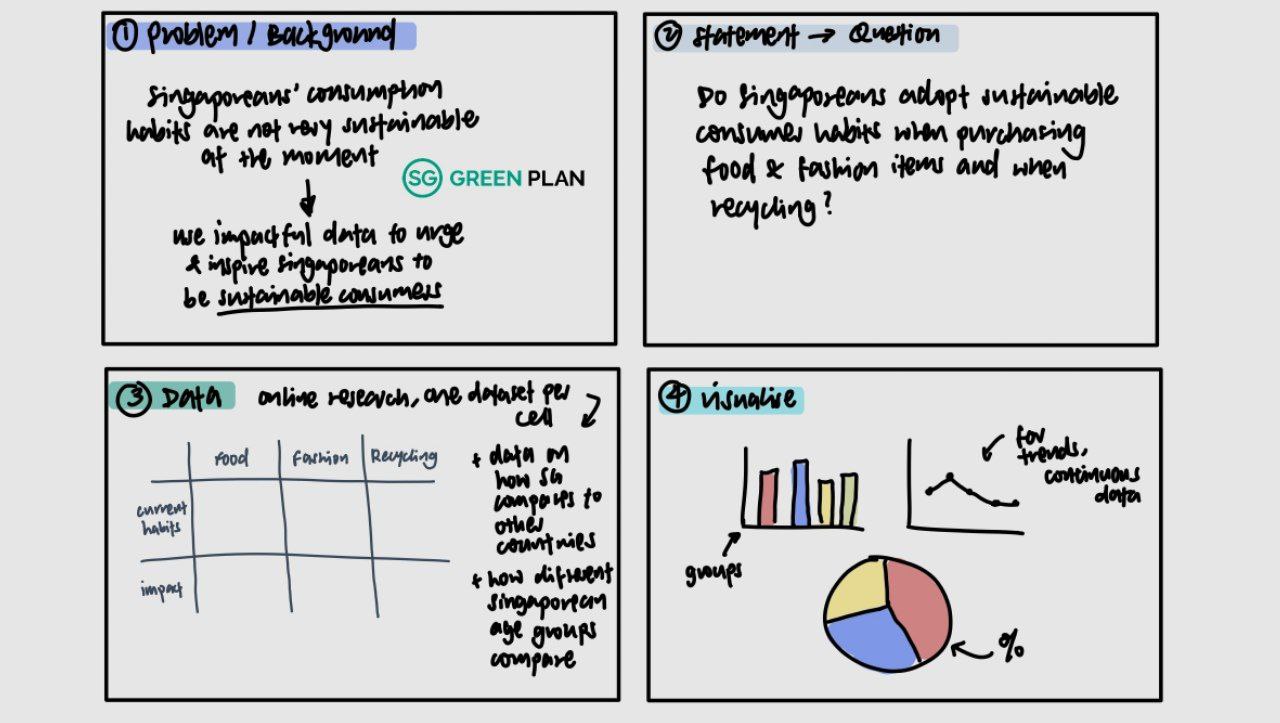 ① Problem / Background
Singaporeans' consumption
habits are not very sustainable
at the moment
SG GREEN PLAN
use impactful data to urge
& inspire Singaporeans to
be sustainable consumers
② Statement → Question
Do Singaporeans adopt sustainable
consumer habits when purchasing
food & fashion items and when
recycling?
③ Data
online research, one dataset per
cell
Food Fashion Recycling
current
habits
impact
+ data on
how SG
compares to
other
countries
+ how different
Singaporean
age groups
compare
④ Visualise
groups
for
trends,
continuous
data
%